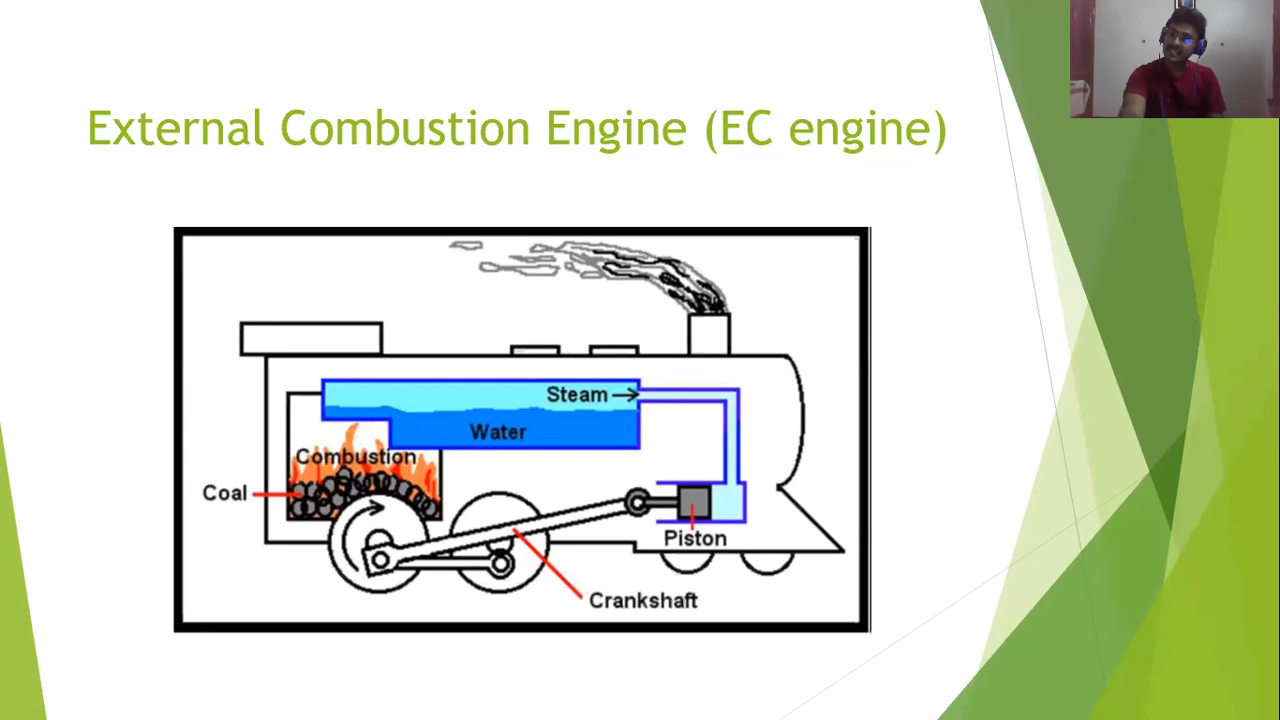 External Combustion Engine (EC engine)
Steam
Water
Combustion
Coal
Piston
Crankshaft